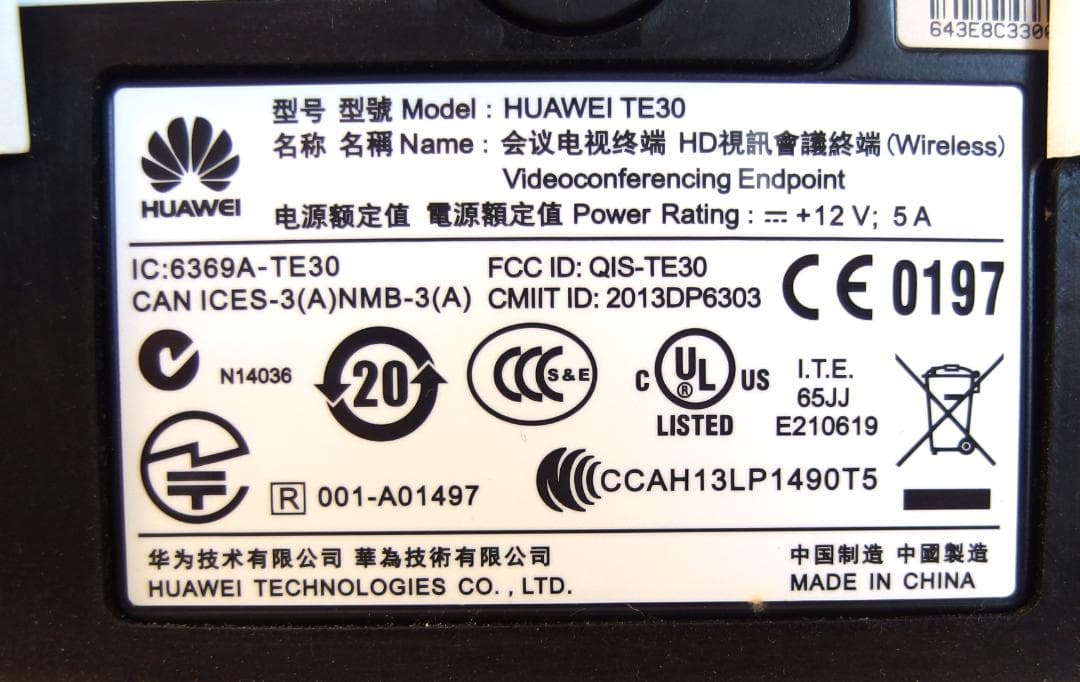 643E8C330
型号 型號 Model : HUAWEI TE30
名称 名稱 Name : 会议电视终端 HD視訊會議終端 (Wireless)
Videoconferencing Endpoint
HUAWEI
电源额定值 電源額定值 Power Rating : ⎓ +12 V; 5 A
IC:6369A-TE30
FCC ID: QIS-TE30
CAN ICES-3(A)NMB-3(A)
CMIIT ID: 2013DP6303
CE 0197
N14036
20
CCC S&E
C UL ® US
LISTED
I.T.E.
65JJ
E210619
R 001-A01497
CCAH13LP1490T5
华为技术有限公司 華為技術有限公司
HUAWEI TECHNOLOGIES CO., LTD.
中国制造 中國製造
MADE IN CHINA